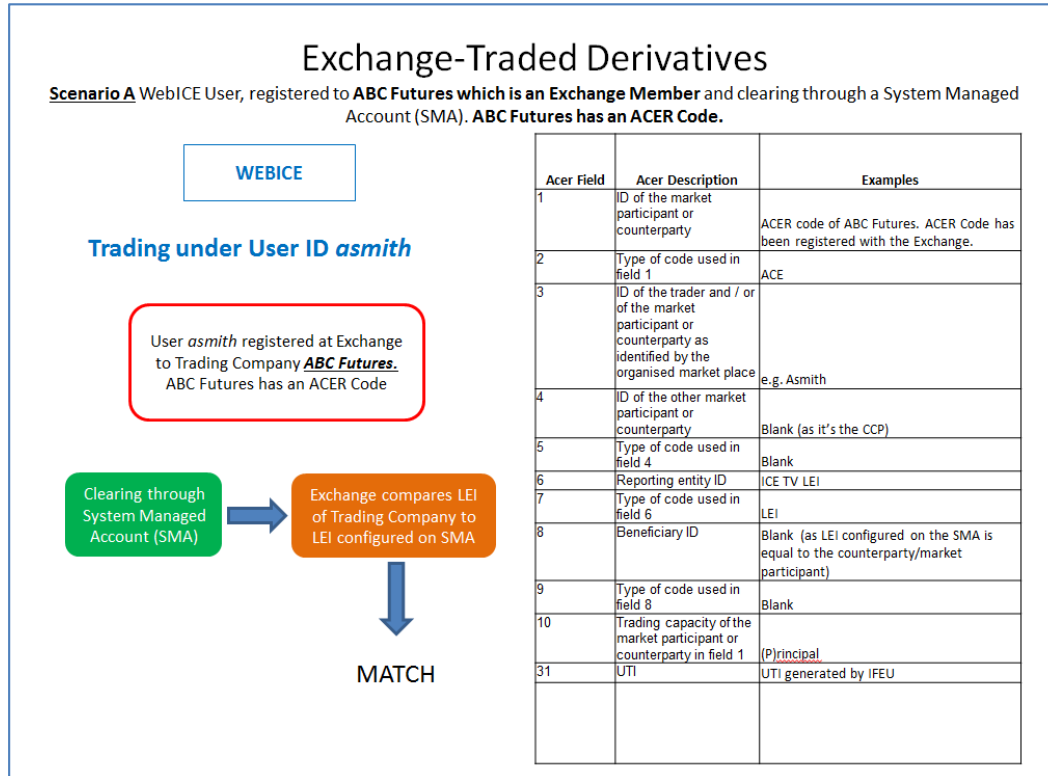 Exchange-Traded Derivatives
Scenario A WebICE User, registered to ABC Futures which is an Exchange Member and clearing through a System Managed
Account (SMA). ABC Futures has an ACER Code.
WEBICE
Trading under User ID asmith
User asmith registered at Exchange
to Trading Company ABC Futures.
ABC Futures has an ACER Code
Clearing through
System Managed
Account (SMA)
Exchange compares LEI
of Trading Company to
LEI configured on SMA
MATCH
Acer Field Acer Description Examples
1 ID of the market
participant or
counterparty
ACER code of ABC Futures. ACER Code has
been registered with the Exchange.
2 Type of code used in
field 1
ACE
3 ID of the trader and / or
of the market
participant or
counterparty as
identified by the
organised market place
e.g. Asmith
4 ID of the other market
participant or
counterparty
Blank (as it's the CCP)
5 Type of code used in
field 4
Blank
6 Reporting entity ID ICE TV LEI
7 Type of code used in
field 6
LEI
8 Beneficiary ID
Blank (as LEI configured on the SMA is
equal to the counterparty/market
participant)
9 Type of code used in
field 8
Blank
10 Trading capacity of the
market participant or
counterparty in field 1
(P)rincipal
31 UTI UTI generated by IFEU